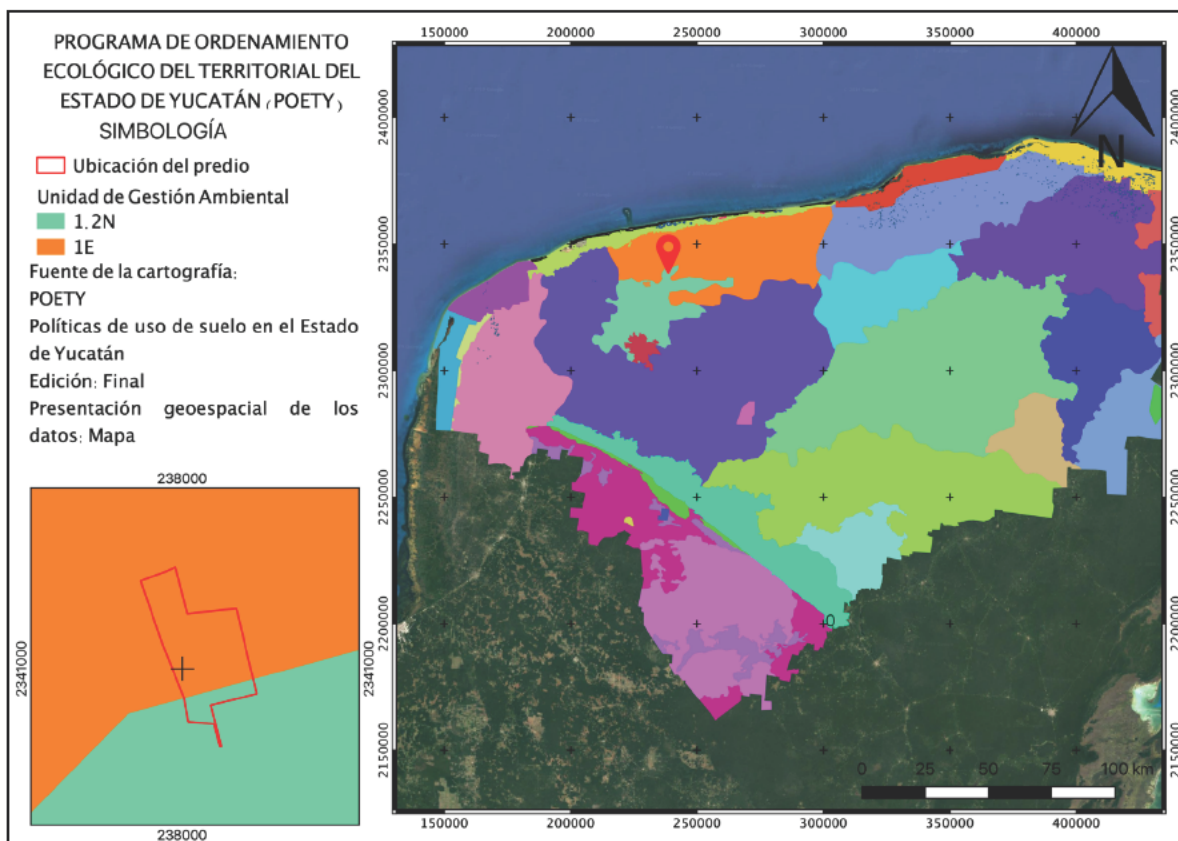 PROGRAMA DE ORDENAMIENTO
ECOLÓGICO DEL TERRITORIAL DEL
ESTADO DE YUCATÁN (POETY)
SIMBOLOGÍA
Ubicación del predio
Unidad de Gestión Ambiental
1.2N
1E
Fuente de la cartografía:
POETY
Políticas de uso de suelo en el Estado
de Yucatán
Edición: Final
Presentación geoespacial de los
datos: Mapa
238000
2341000
2341000
238000
150000 200000 250000 300000 350000 400000
2400000
2350000
2300000
2250000
2200000
2150000
N
2400000
2350000
2300000
2250000
2200000
2150000
0 25 50 75 100 km
150000 200000 250000 300000 350000 400000